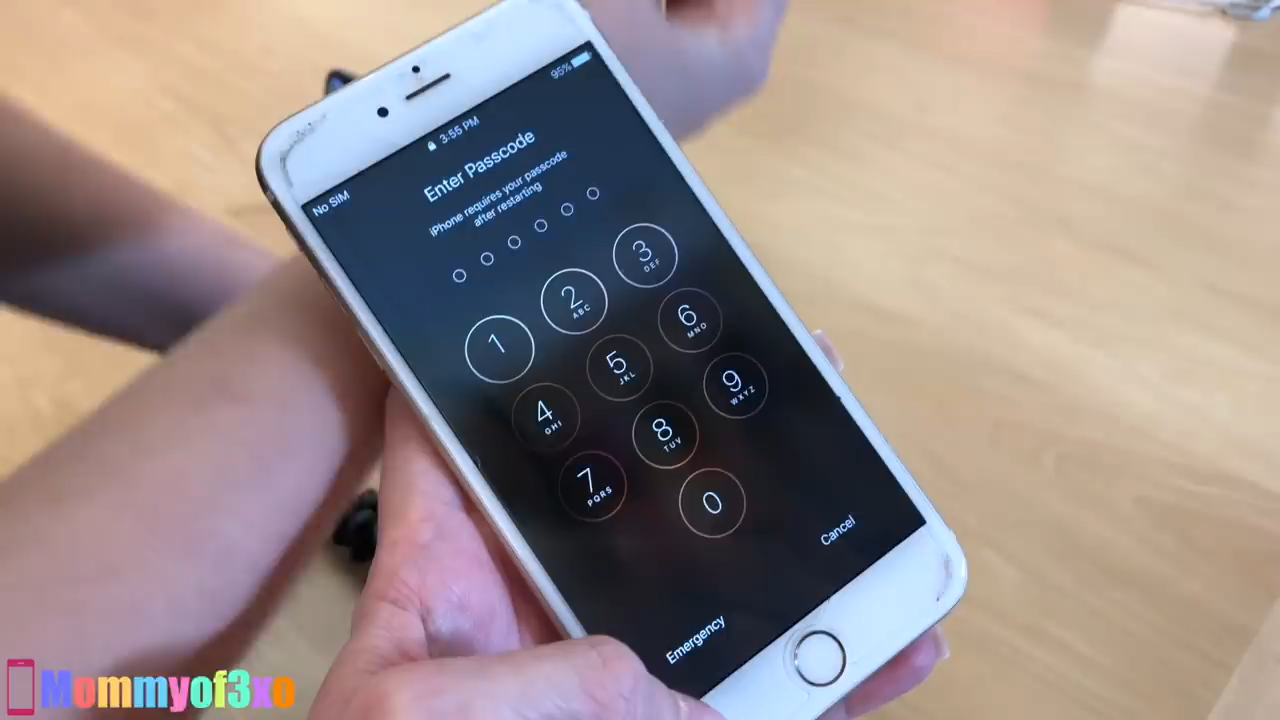 No SIM
3:55 PM
95%
Enter Passcode
iPhone requires your passcode
after restarting
1
2
ABC
3
DEF
4
GHI
5
JKL
6
MNO
7
PQRS
8
TUV
9
WXYZ
0
Emergency
Cancel
Mommyof3xo